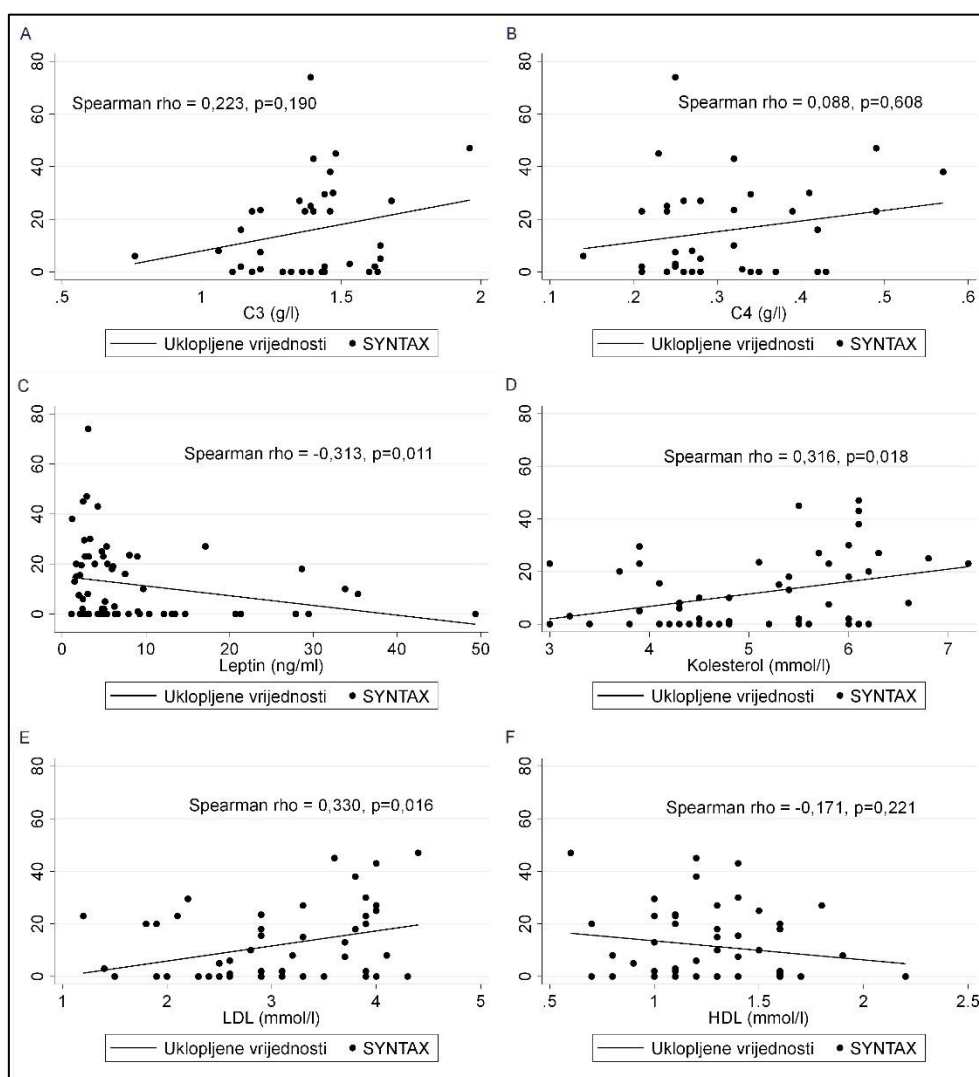 A
80
60
40
20
0
Spearman rho = 0,223, p=0,190
.5
1
1.5
2
C3 (g/l)
Uklopljene vrijednosti
SYNTAX
B
80
60
40
20
0
Spearman rho = 0,088, p=0,608
.1
.2
.3
.4
.5
.6
C4 (g/l)
Uklopljene vrijednosti
SYNTAX
C
80
60
40
20
0
Spearman rho = -0,313, p=0,011
0
10
20
30
40
50
Leptin (ng/ml)
Uklopljene vrijednosti
SYNTAX
D
80
60
40
20
0
Spearman rho = 0,316, p=0,018
3
4
5
6
7
Kolesterol (mmol/l)
Uklopljene vrijednosti
SYNTAX
E
80
60
40
20
0
Spearman rho = 0,330, p=0,016
1
2
3
4
5
LDL (mmol/l)
Uklopljene vrijednosti
SYNTAX
F
80
60
40
20
0
Spearman rho = -0,171, p=0,221
.5
1
1.5
2
2.5
HDL (mmol/l)
Uklopljene vrijednosti
SYNTAX